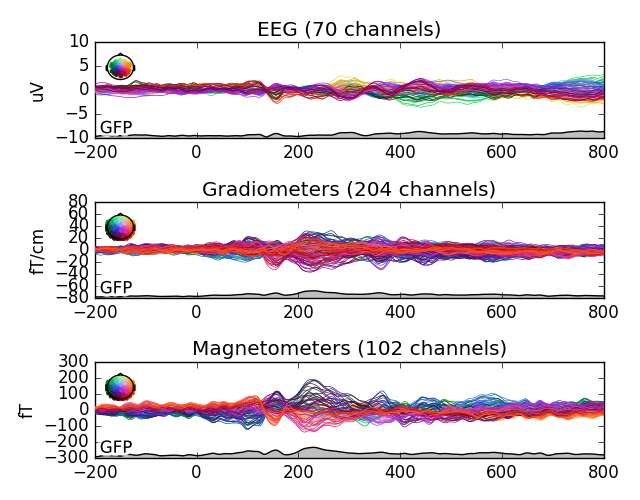 EEG (70 channels)
10
5
0
−5
−10
uV
GFP
−200 0 200 400 600 800
Gradiometers (204 channels)
80
60
40
20
0
−20
−40
−60
−80
fT/cm
GFP
−200 0 200 400 600 800
Magnetometers (102 channels)
300
200
100
0
−100
−200
−300
fT
GFP
−200 0 200 400 600 800